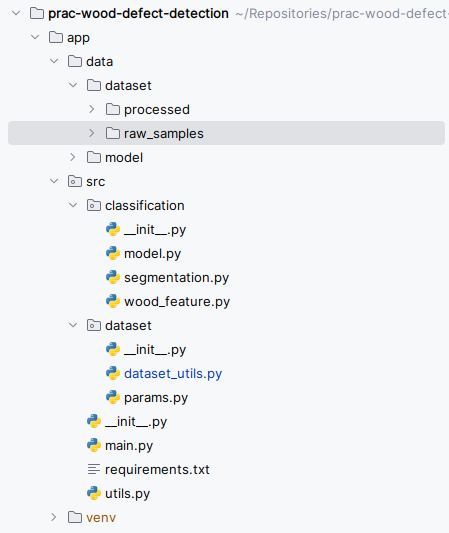 prac-wood-defect-detection ~/Repositories/prac-wood-defect-
app
data
dataset
processed
raw_samples
model
src
classification
__init__.py
model.py
segmentation.py
wood_feature.py
dataset
__init__.py
dataset_utils.py
params.py
__init__.py
main.py
requirements.txt
utils.py
venv